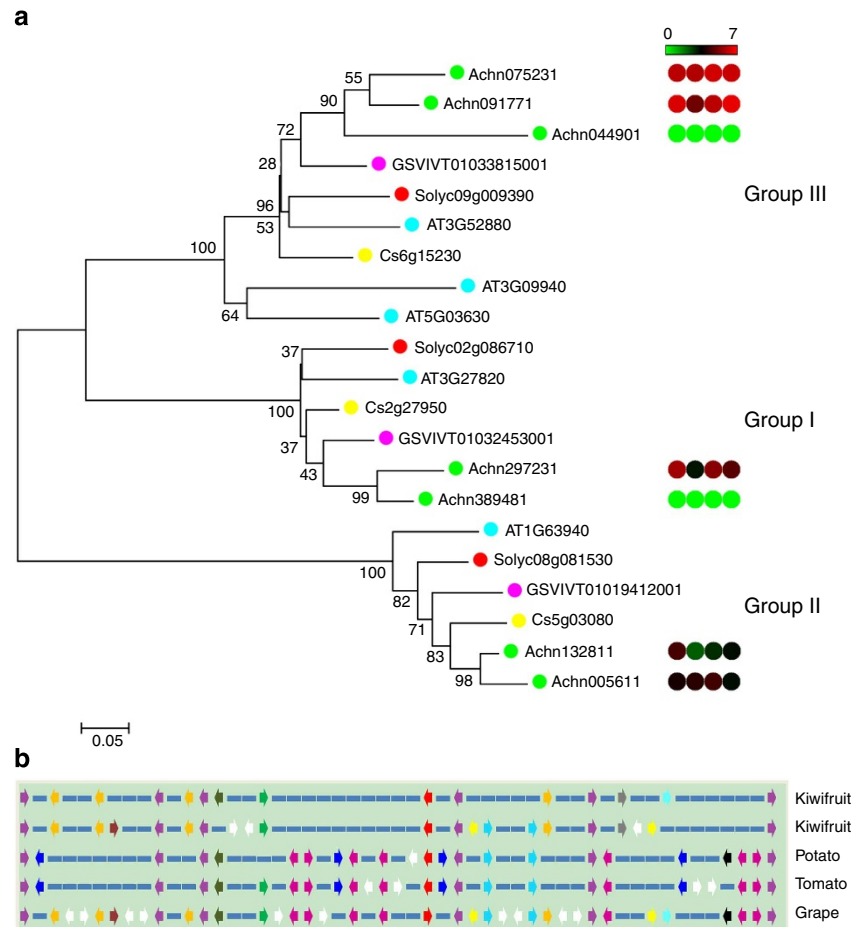 a
0 7
55 Achn075231
90 Achn091771
Achn044901
72
28 GSVIVT01033815001
96 Solyc09g009390 Group III
53 AT3G52880
100 Cs6g15230
AT3G09940
64 AT5G03630
37 Solyc02g086710
AT3G27820
100 Cs2g27950 Group I
37 GSVIVT01032453001
43 Achn297231
99 Achn389481
AT1G63940
100 Solyc08g081530
82 GSVIVT01019412001 Group II
71 Cs5g03080
83 Achn132811
98 Achn005611
0.05
b
Kiwifruit
Kiwifruit
Potato
Tomato
Grape